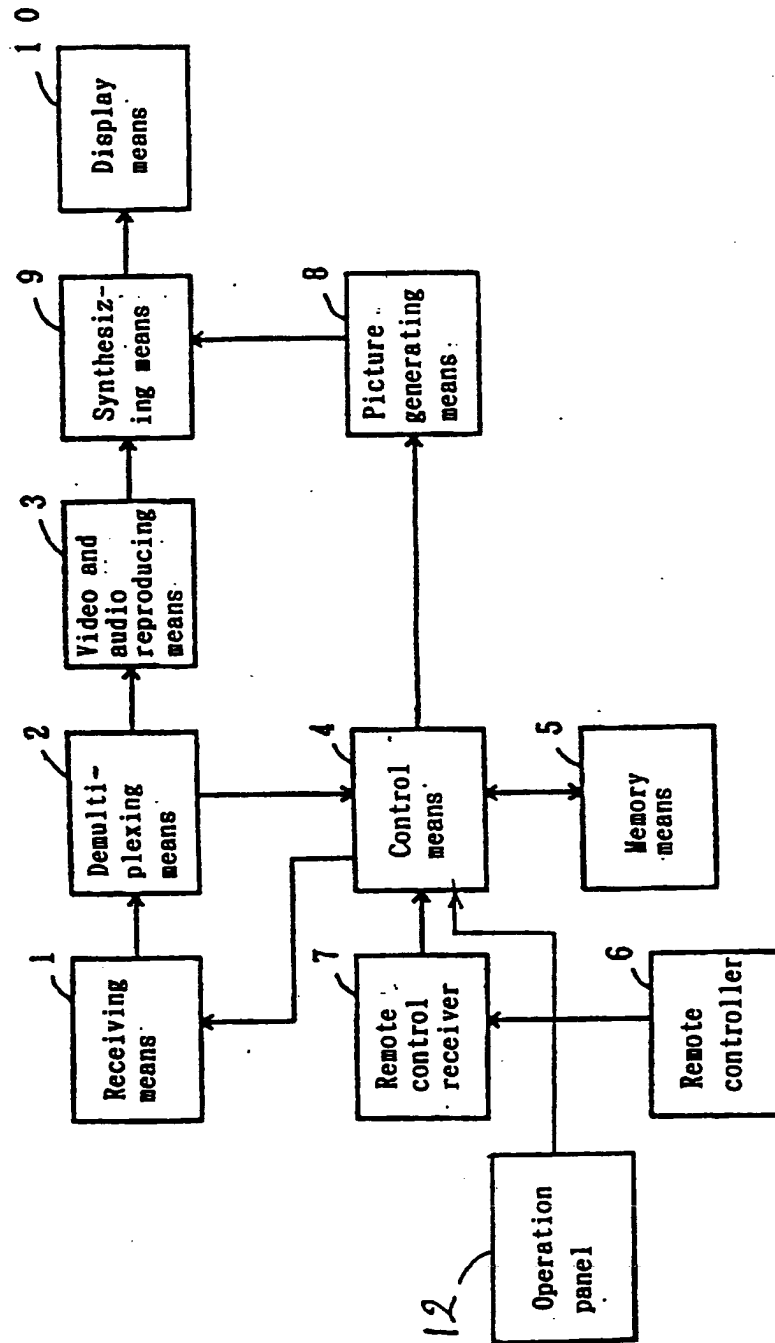 1
Receiving
means
2
Demulti-
plexing
means
3
Video and
audio
reproducing
means
9
Synthesiz-
ing means
10
Display
means
7
Remote
control
receiver
4
Control
means
8
Picture
generating
means
12
Operation
panel
6
Remote
controller
5
Memory
means